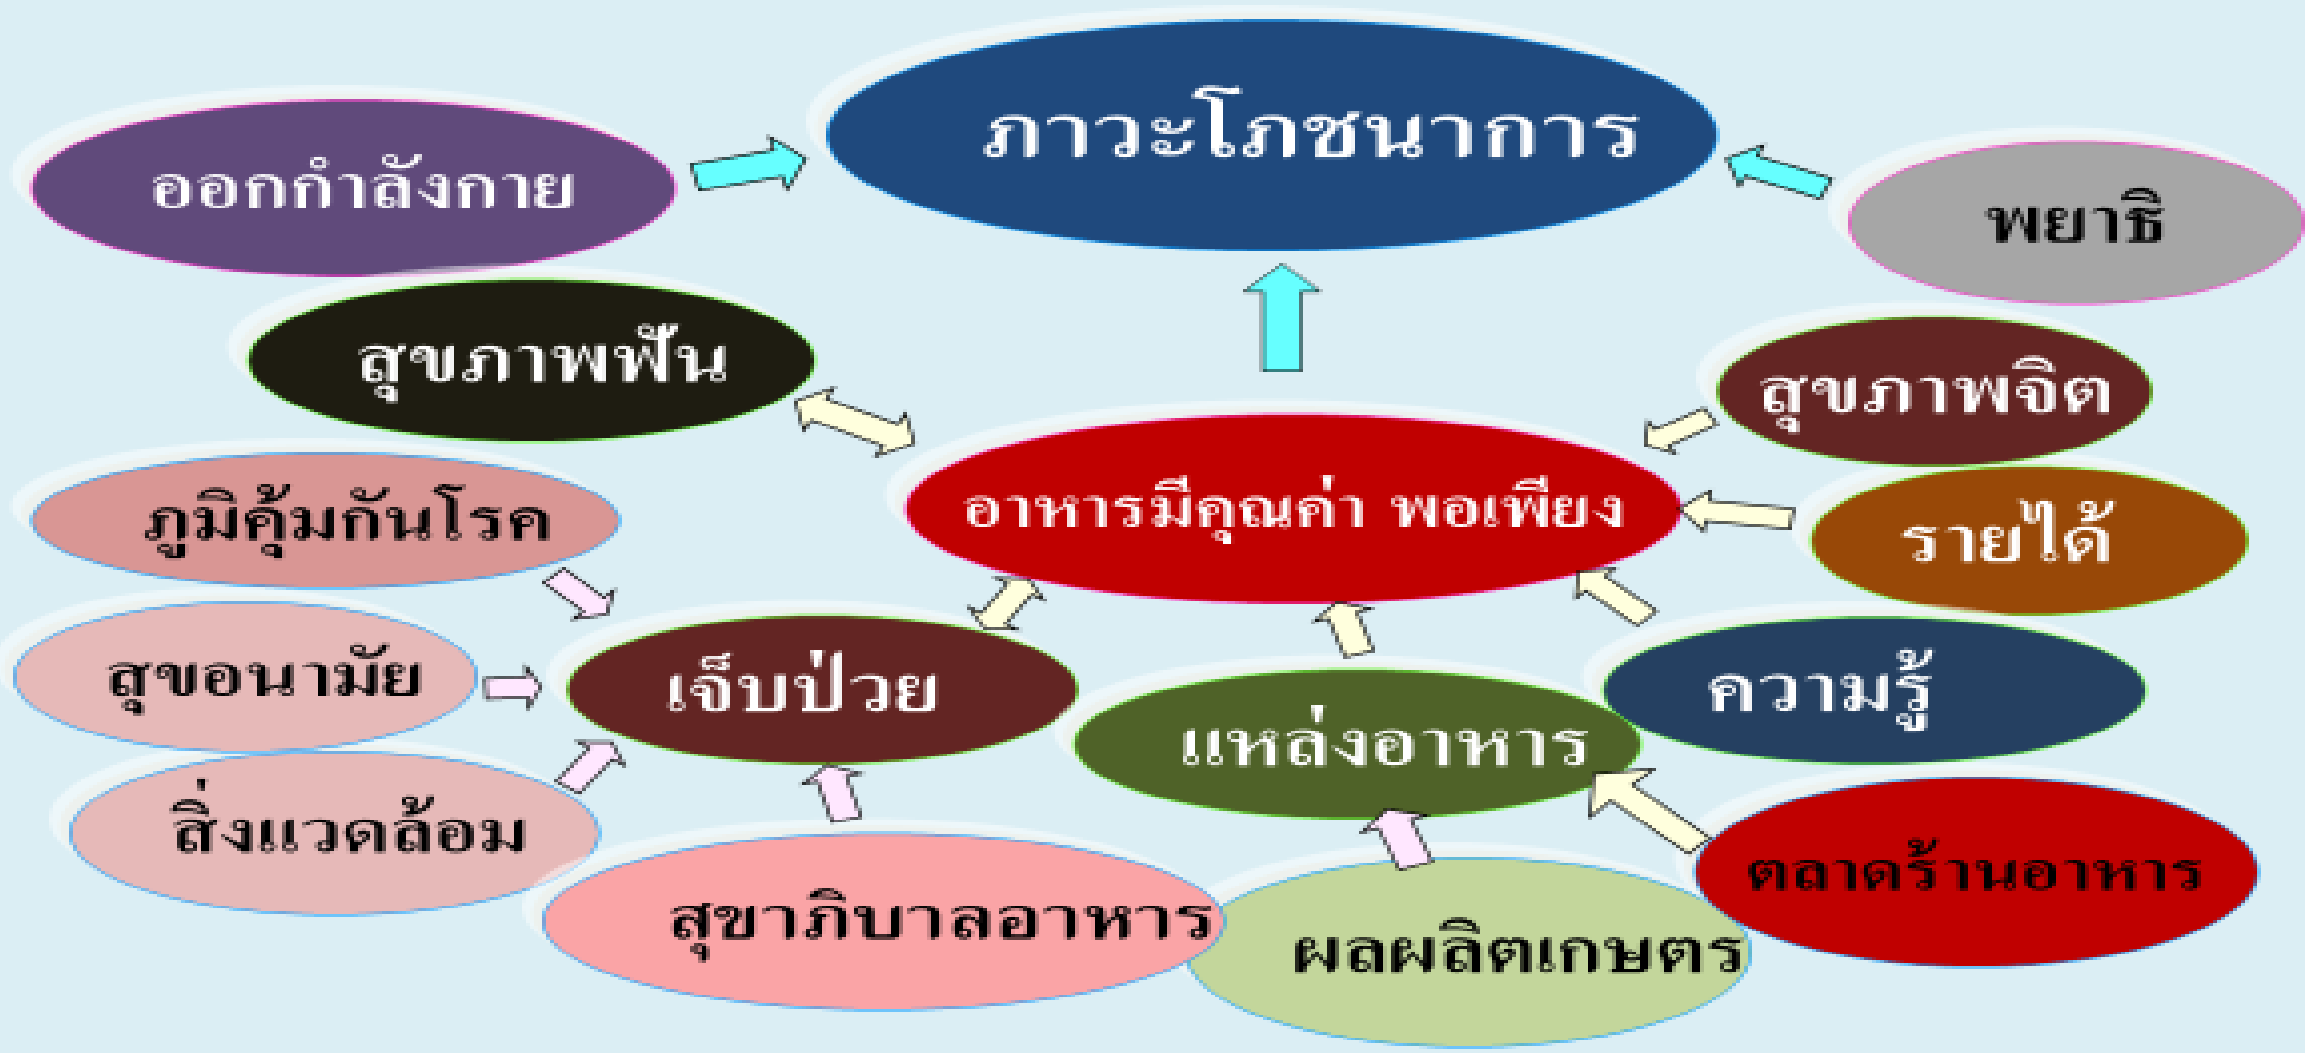 ภาวะโภชนาการ
ออกกำลังกาย
พยาธิ
สุขภาพฟัน
สุขภาพจิต
อาหารมีคุณค่า พอเพียง
ภูมิคุ้มกันโรค
รายได้
สุขอนามัย
เจ็บป่วย
ความรู้
แหล่งอาหาร
สิ่งแวดล้อม
ตลาดร้านอาหาร
สุขาภิบาลอาหาร
ผลผลิตเกษตร